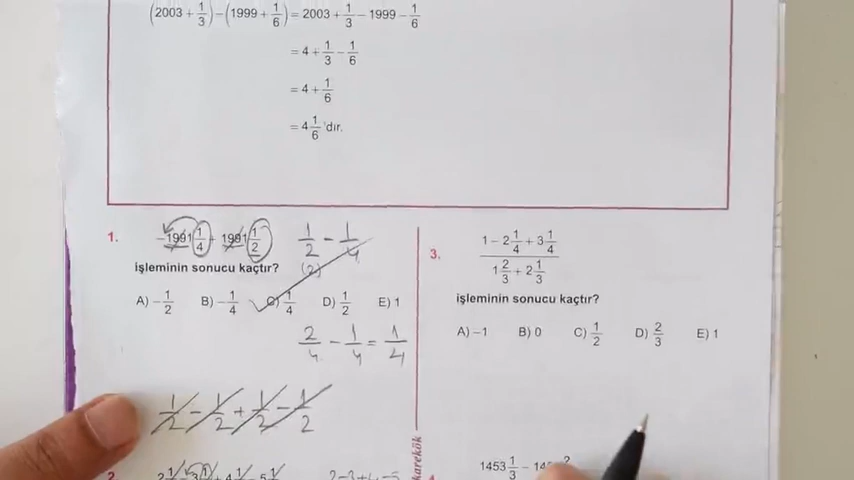 (2003 + 1/3) − (1999 + 1/6) = 2003 + 1/3 − 1999 − 1/6
= 4 + 1/3 − 1/6
= 4 + 1/6
= 4 1/6 'dır.
1. −1991 1/4 + 1991 1/2
işleminin sonucu kaçtır?
A) −1/2 B) −1/4 C) 1/4 D) 1/2 E) 1
1/2 − 1/4
(2)
2/4 − 1/4 = 1/4
1/2 − 1/2 + 1/2 − 1/2
3. (1 − 2 1/4 + 3 1/4) / (1 2/3 + 2 1/3)
işleminin sonucu kaçtır?
A) −1 B) 0 C) 1/2 D) 2/3 E) 1
karekök
2−3+4−5
1453 1/3 −